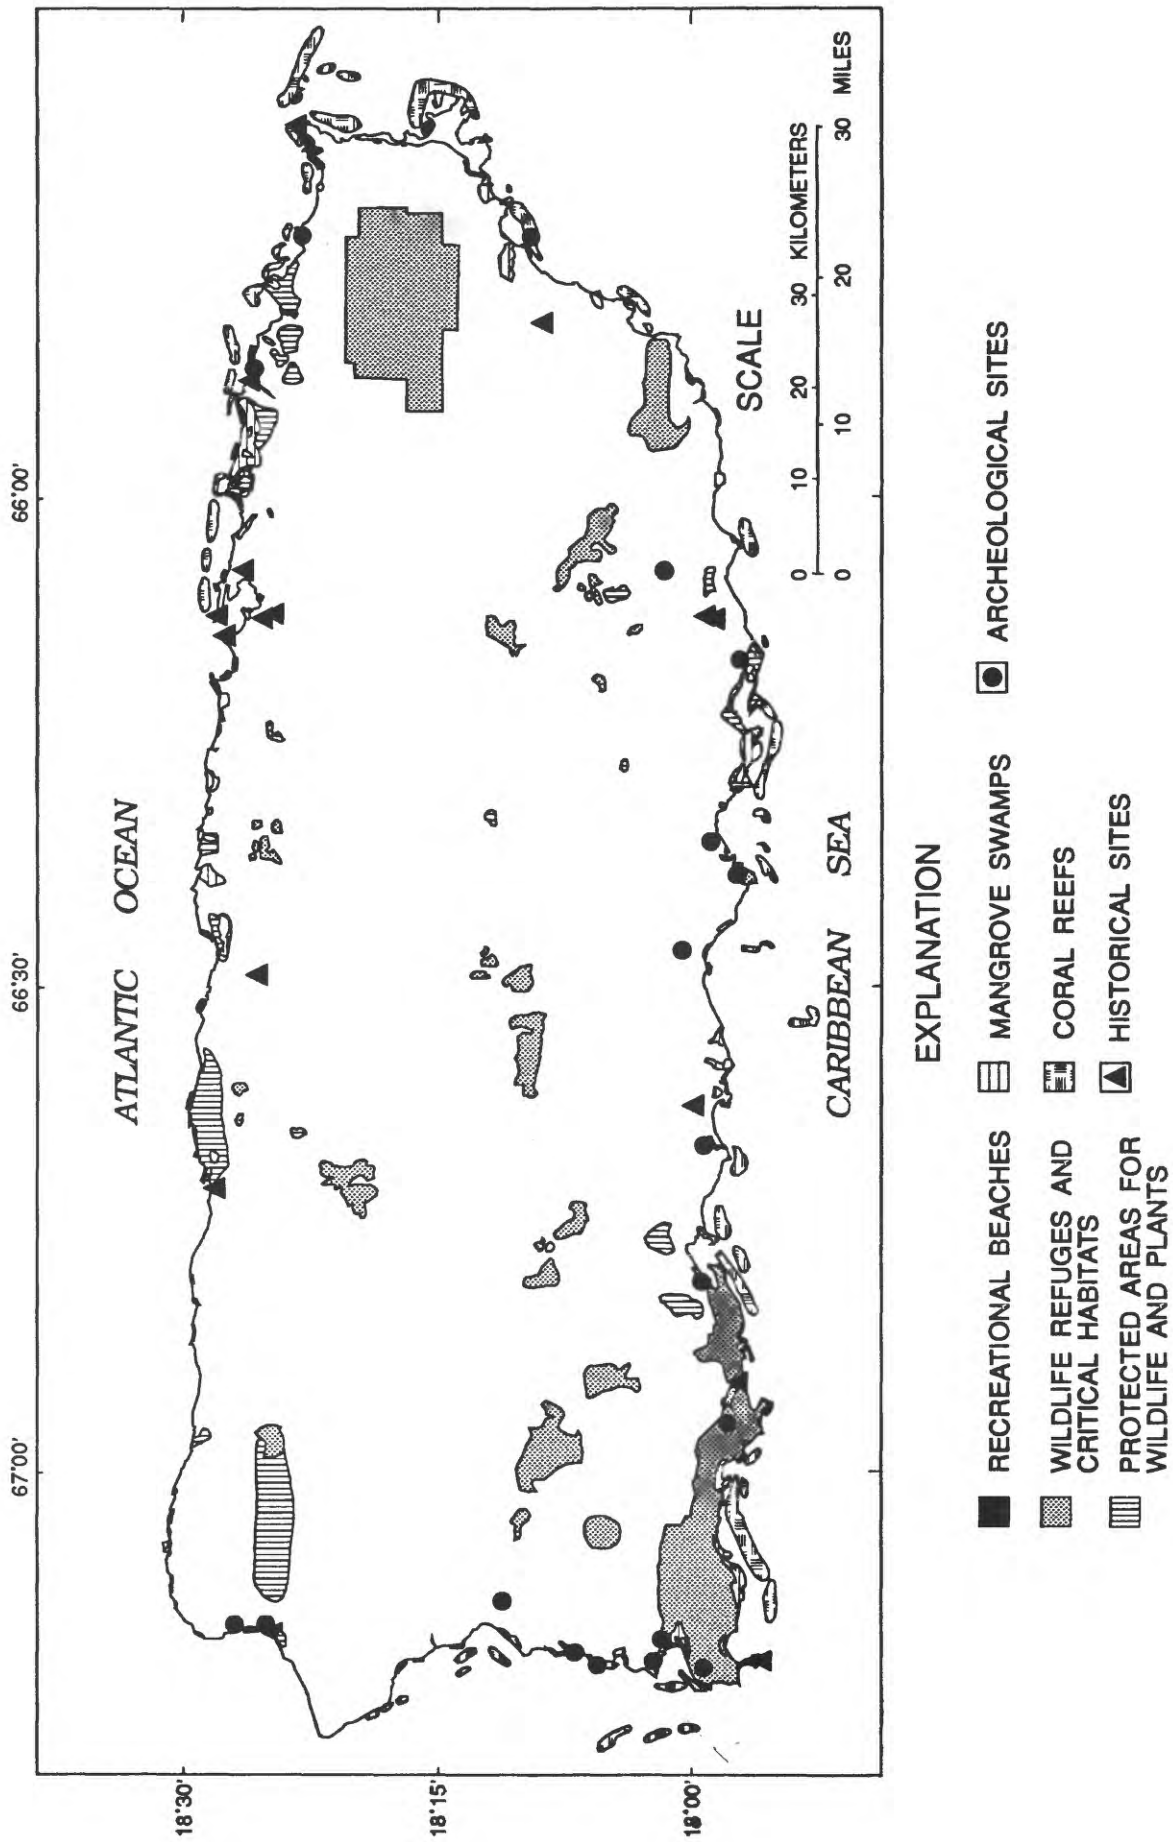 67°00'
66°30'
66°00'
18°30'
18°15'
18°00'
ATLANTIC OCEAN
CARIBBEAN SEA
SCALE
0 10 20 30 KILOMETERS
0 10 20 30 MILES
EXPLANATION
RECREATIONAL BEACHES
WILDLIFE REFUGES AND
CRITICAL HABITATS
PROTECTED AREAS FOR
WILDLIFE AND PLANTS
MANGROVE SWAMPS
CORAL REEFS
HISTORICAL SITES
ARCHEOLOGICAL SITES